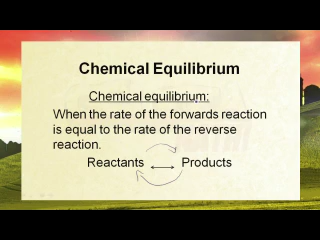 Chemical Equilibrium
Chemical equilibrium:
When the rate of the forwards reaction
is equal to the rate of the reverse
reaction.
Reactants ⟷ Products